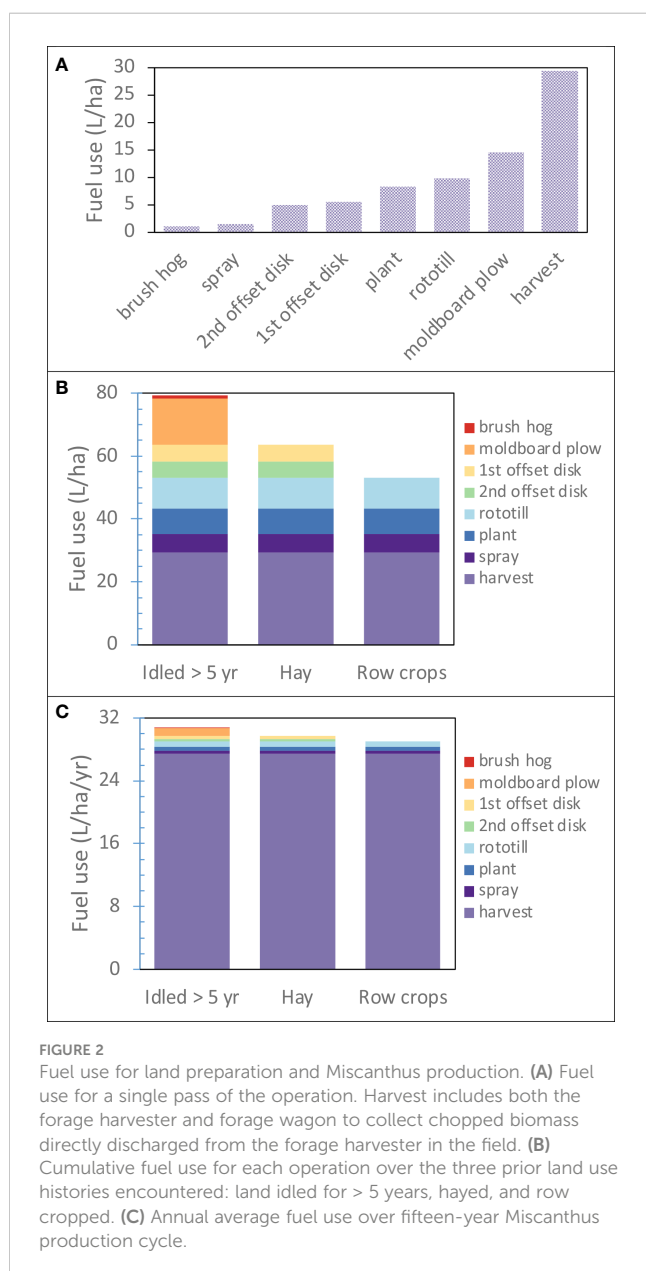 A
Fuel use (L/ha)
30
25
20
15
10
5
0
brush hog
spray
2nd offset disk
1st offset disk
plant
rototill
moldboard plow
harvest
B
Fuel use (L/ha)
80
60
40
20
0
Idled > 5 yr
Hay
Row crops
brush hog
moldboard plow
1st offset disk
2nd offset disk
rototill
plant
spray
harvest
C
Fuel use (L/ha/yr)
32
24
16
8
0
Idled > 5 yr
Hay
Row crops
brush hog
moldboard plow
1st offset disk
2nd offset disk
rototill
plant
spray
harvest
FIGURE 2
Fuel use for land preparation and Miscanthus production. (A) Fuel
use for a single pass of the operation. Harvest includes both the
forage harvester and forage wagon to collect chopped biomass
directly discharged from the forage harvester in the field. (B)
Cumulative fuel use for each operation over the three prior land use
histories encountered: land idled for > 5 years, hayed, and row
cropped. (C) Annual average fuel use over fifteen-year Miscanthus
production cycle.